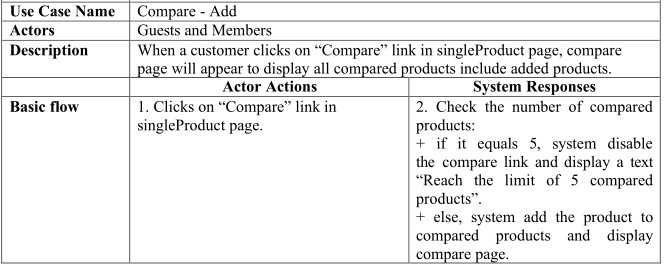 Use Case Name Compare - Add
Actors Guests and Members
Description When a customer clicks on “Compare” link in singleProduct page, compare
page will appear to display all compared products include added products.
Actor Actions System Responses
Basic flow 1. Clicks on “Compare” link in
singleProduct page.
2. Check the number of compared
products:
+ if it equals 5, system disable
the compare link and display a text
“Reach the limit of 5 compared
products”.
+ else, system add the product to
compared products and display
compare page.